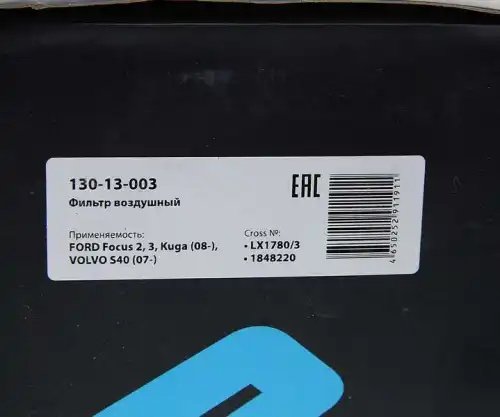 130-13-003
Фильтр воздушный
EAC
Применяемость:
FORD Focus 2, 3, Kuga (08-),
VOLVO S40 (07-)
Cross №:
• LX1780/3
• 1848220
4650252911911